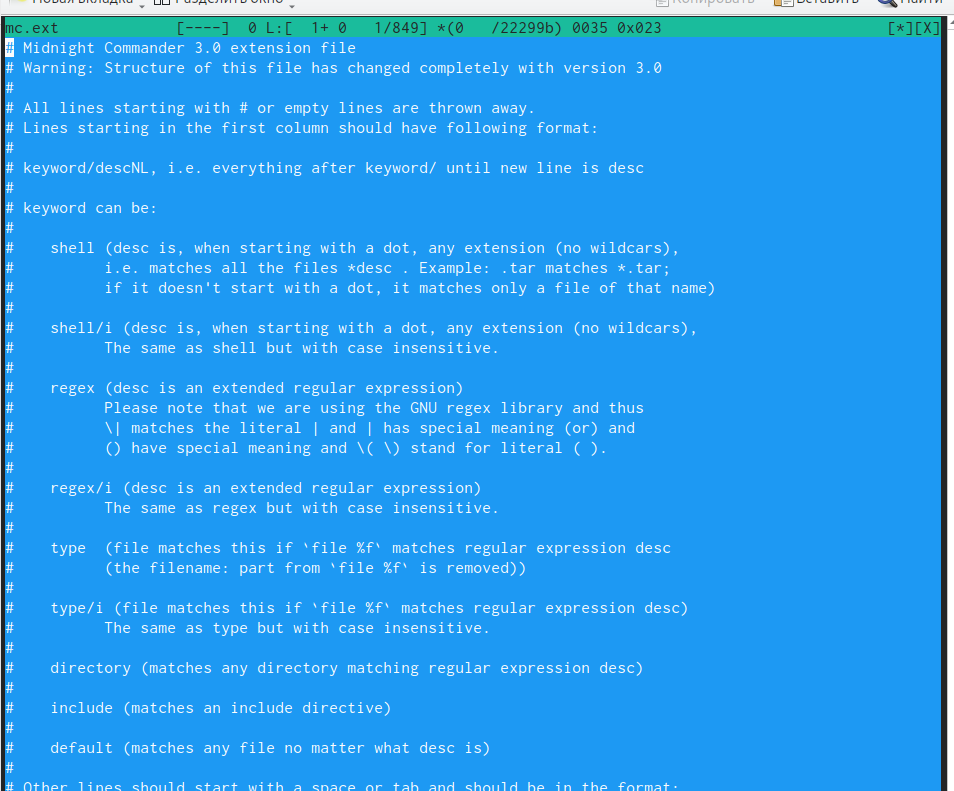 Новая вкладка Разделить окно Копировать Вставить Найти
mc.ext [----] 0 L:[ 1+ 0 1/849] *(0 /22299b) 0035 0x023 [*][X]
# Midnight Commander 3.0 extension file
# Warning: Structure of this file has changed completely with version 3.0
#
# All lines starting with # or empty lines are thrown away.
# Lines starting in the first column should have following format:
#
# keyword/descNL, i.e. everything after keyword/ until new line is desc
#
# keyword can be:
#
#    shell (desc is, when starting with a dot, any extension (no wildcars),
#          i.e. matches all the files *desc . Example: .tar matches *.tar;
#          if it doesn't start with a dot, it matches only a file of that name)
#
#    shell/i (desc is, when starting with a dot, any extension (no wildcars),
#          The same as shell but with case insensitive.
#
#    regex (desc is an extended regular expression)
#          Please note that we are using the GNU regex library and thus
#          \| matches the literal | and | has special meaning (or) and
#          () have special meaning and \( \) stand for literal ( ).
#
#    regex/i (desc is an extended regular expression)
#          The same as regex but with case insensitive.
#
#    type  (file matches this if `file %f` matches regular expression desc
#          (the filename: part from `file %f` is removed))
#
#    type/i (file matches this if `file %f` matches regular expression desc)
#          The same as type but with case insensitive.
#
#    directory (matches any directory matching regular expression desc)
#
#    include (matches an include directive)
#
#    default (matches any file no matter what desc is)
#
# Other lines should start with a space or tab and should be in the format: